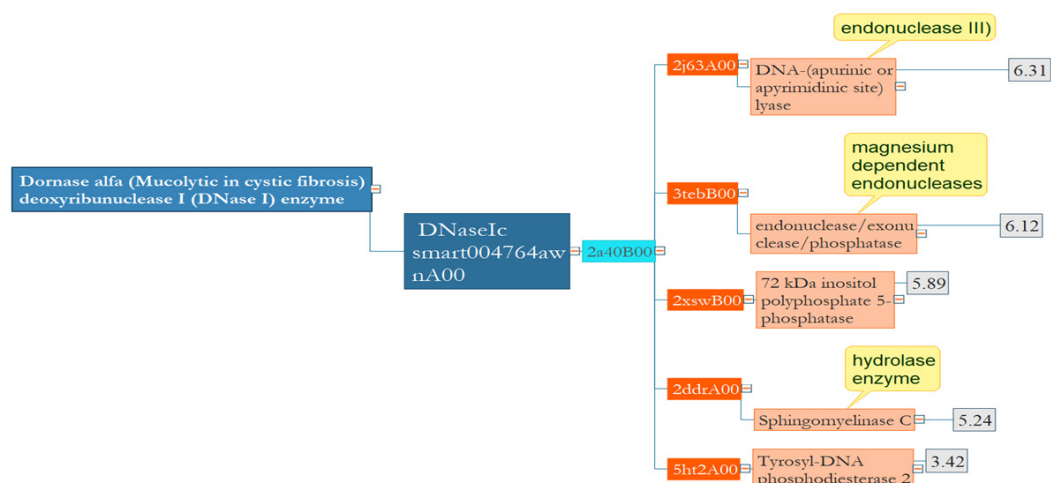 endonuclease III)
2j63A00
DNA-(apurinic or
apyrimidinic site)
lyase
6.31
magnesium
dependent
endonucleases
Dornase alfa (Mucolytic in cystic fibrosis)
deoxyribunuclease I (DNase I) enzyme
3tebB00
endonuclease/exonu
clease/phosphatase
6.12
DNaseIc
smart004764aw
nA00
2a40B00
2xswB00
72 kDa inositol
polyphosphate 5-
phosphatase
5.89
hydrolase
enzyme
2ddrA00
Sphingomyelinase C
5.24
5ht2A00
Tyrosyl-DNA
phosphodiesterase 2
3.42